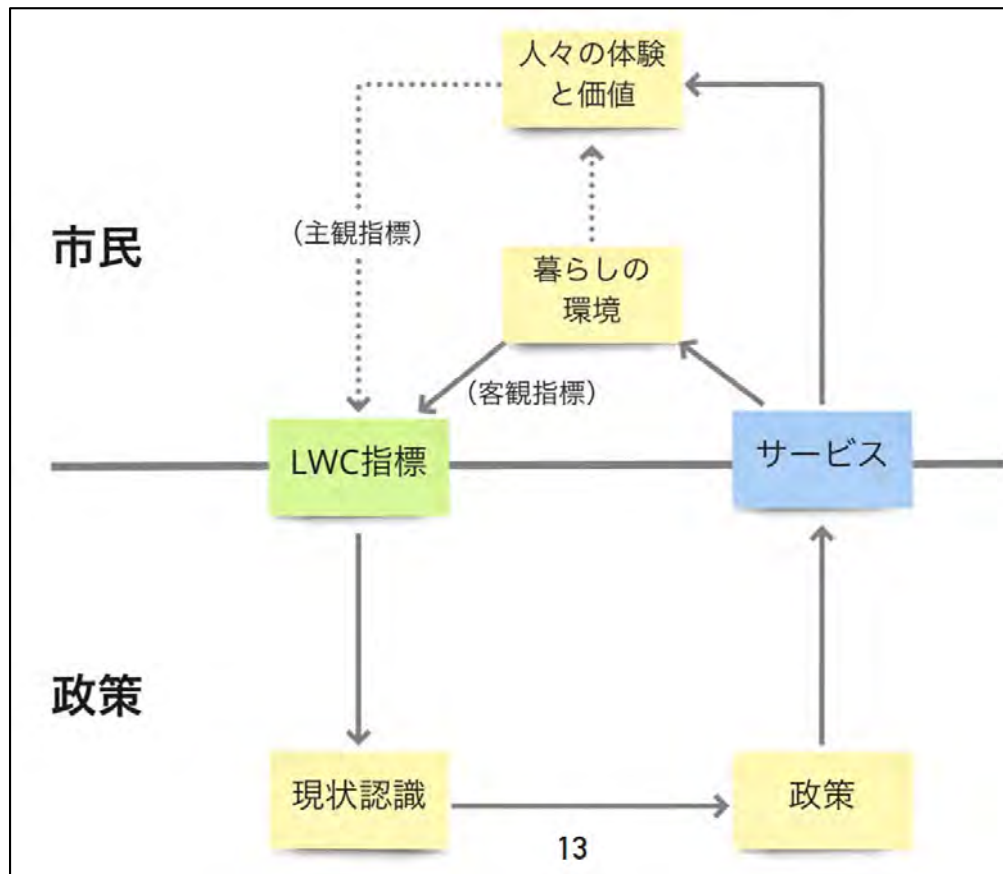 人々の体験
と価値
（主観指標）
市民
暮らしの
環境
（客観指標）
LWC指標
サービス
政策
現状認識
政策
13